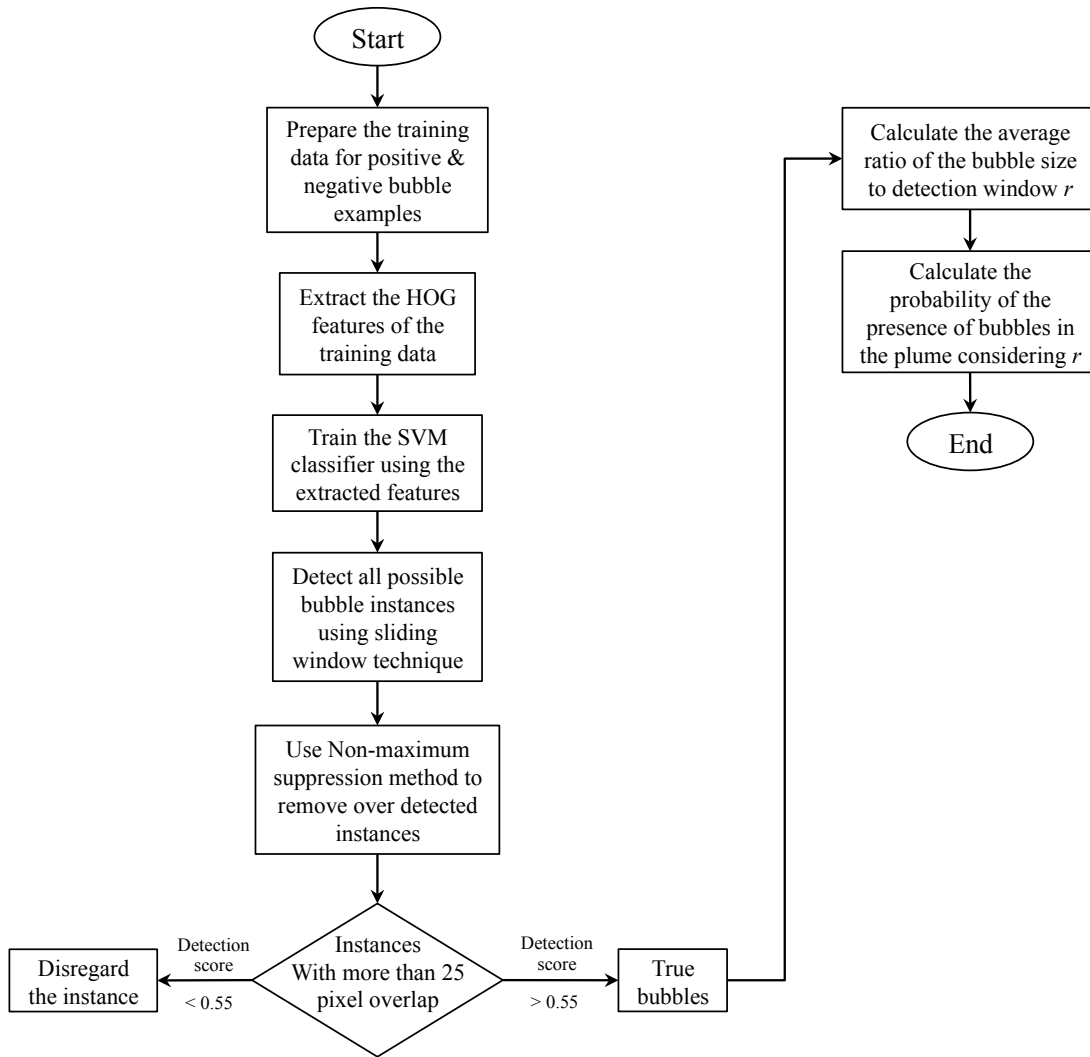 Start
Prepare the training
data for positive &
negative bubble
examples
Extract the HOG
features of the
training data
Train the SVM
classifier using the
extracted features
Detect all possible
bubble instances
using sliding
window technique
Use Non-maximum
suppression method to
remove over detected
instances
Instances
With more than 25
pixel overlap
Detection
score
< 0.55
Disregard
the instance
Detection
score
> 0.55
True
bubbles
Calculate the average
ratio of the bubble size
to detection window r
Calculate the
probability of the
presence of bubbles in
the plume considering r
End